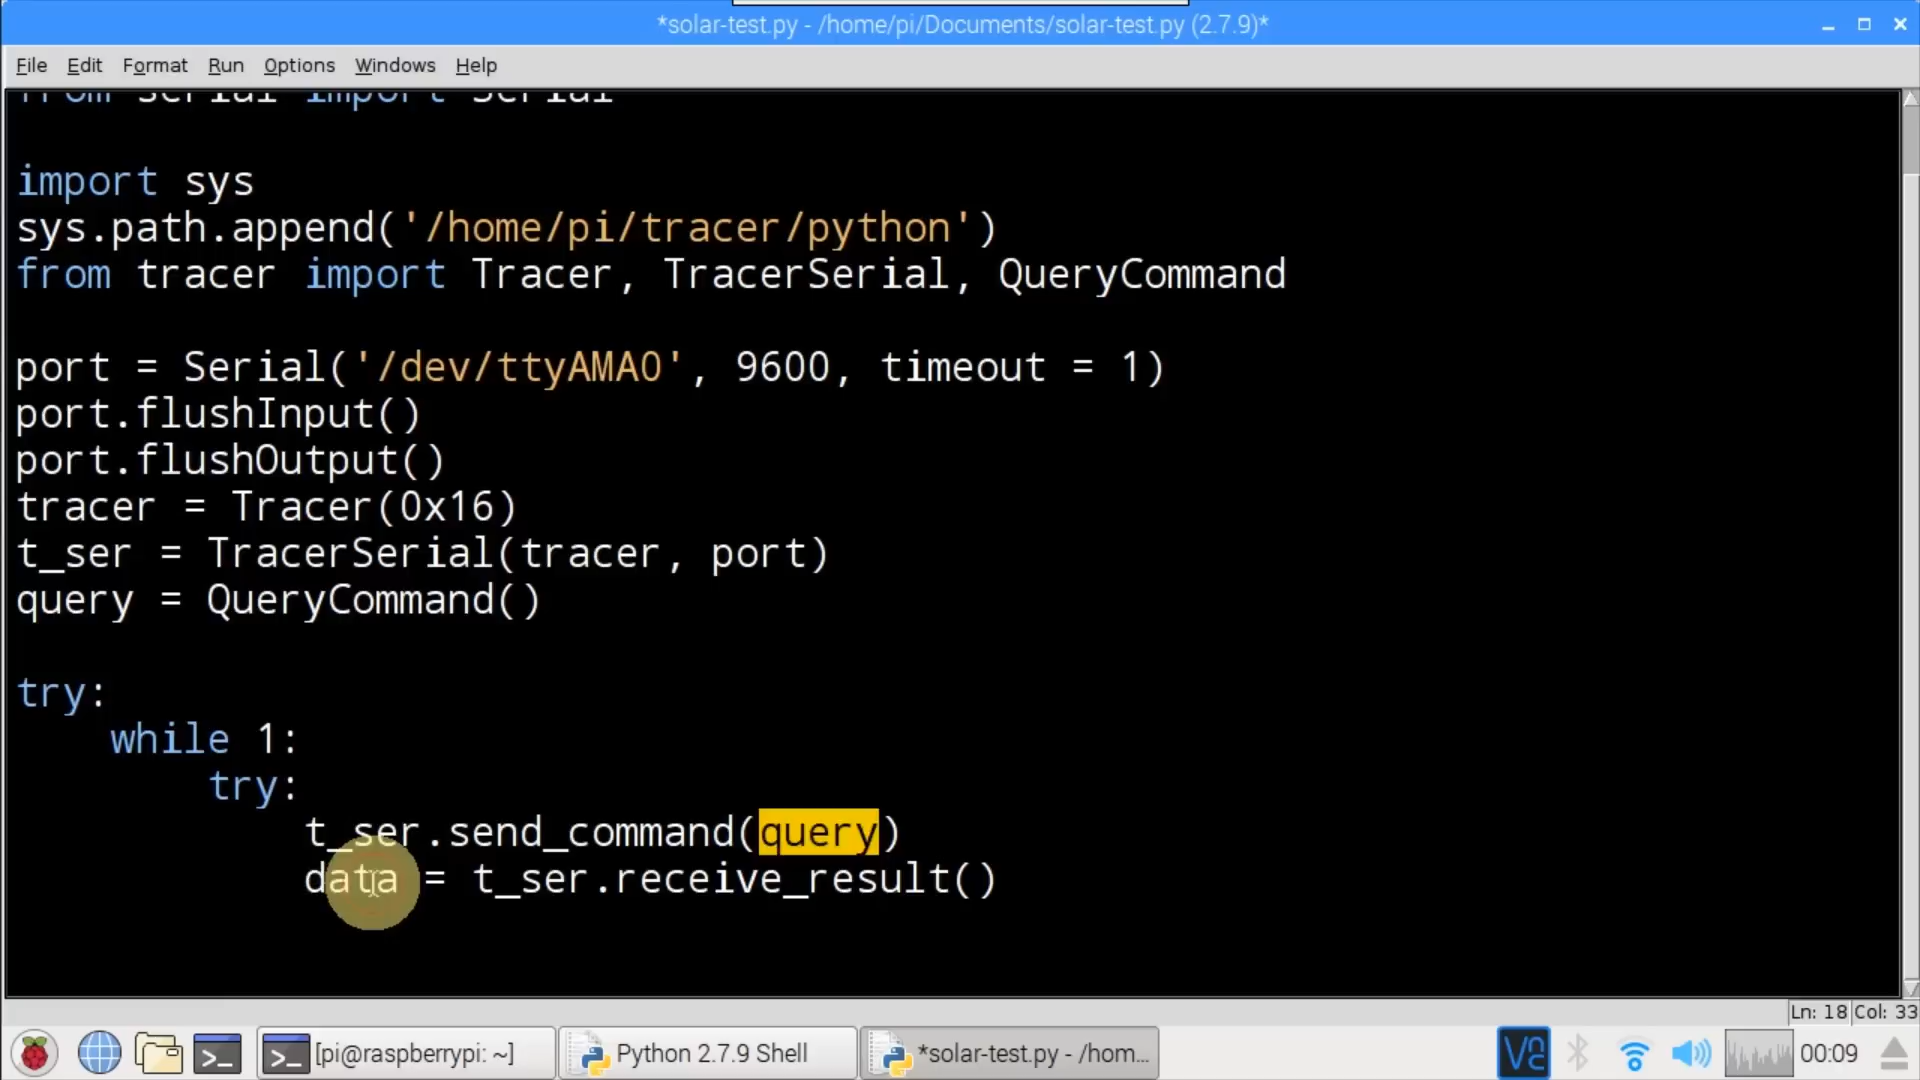 *solar-test.py - /home/pi/Documents/solar-test.py (2.7.9)*
File Edit Format Run Options Windows Help
from serial import Serial
import sys
sys.path.append('/home/pi/tracer/python')
from tracer import Tracer, TracerSerial, QueryCommand
port = Serial('/dev/ttyAMA0', 9600, timeout = 1)
port.flushInput()
port.flushOutput()
tracer = Tracer(0x16)
t_ser = TracerSerial(tracer, port)
query = QueryCommand()
try:
    while 1:
        try:
            t_ser.send_command(query)
            data = t_ser.receive_result()
Ln: 18 Col: 33
[pi@raspberrypi: ~] Python 2.7.9 Shell *solar-test.py - /hom... 00:09